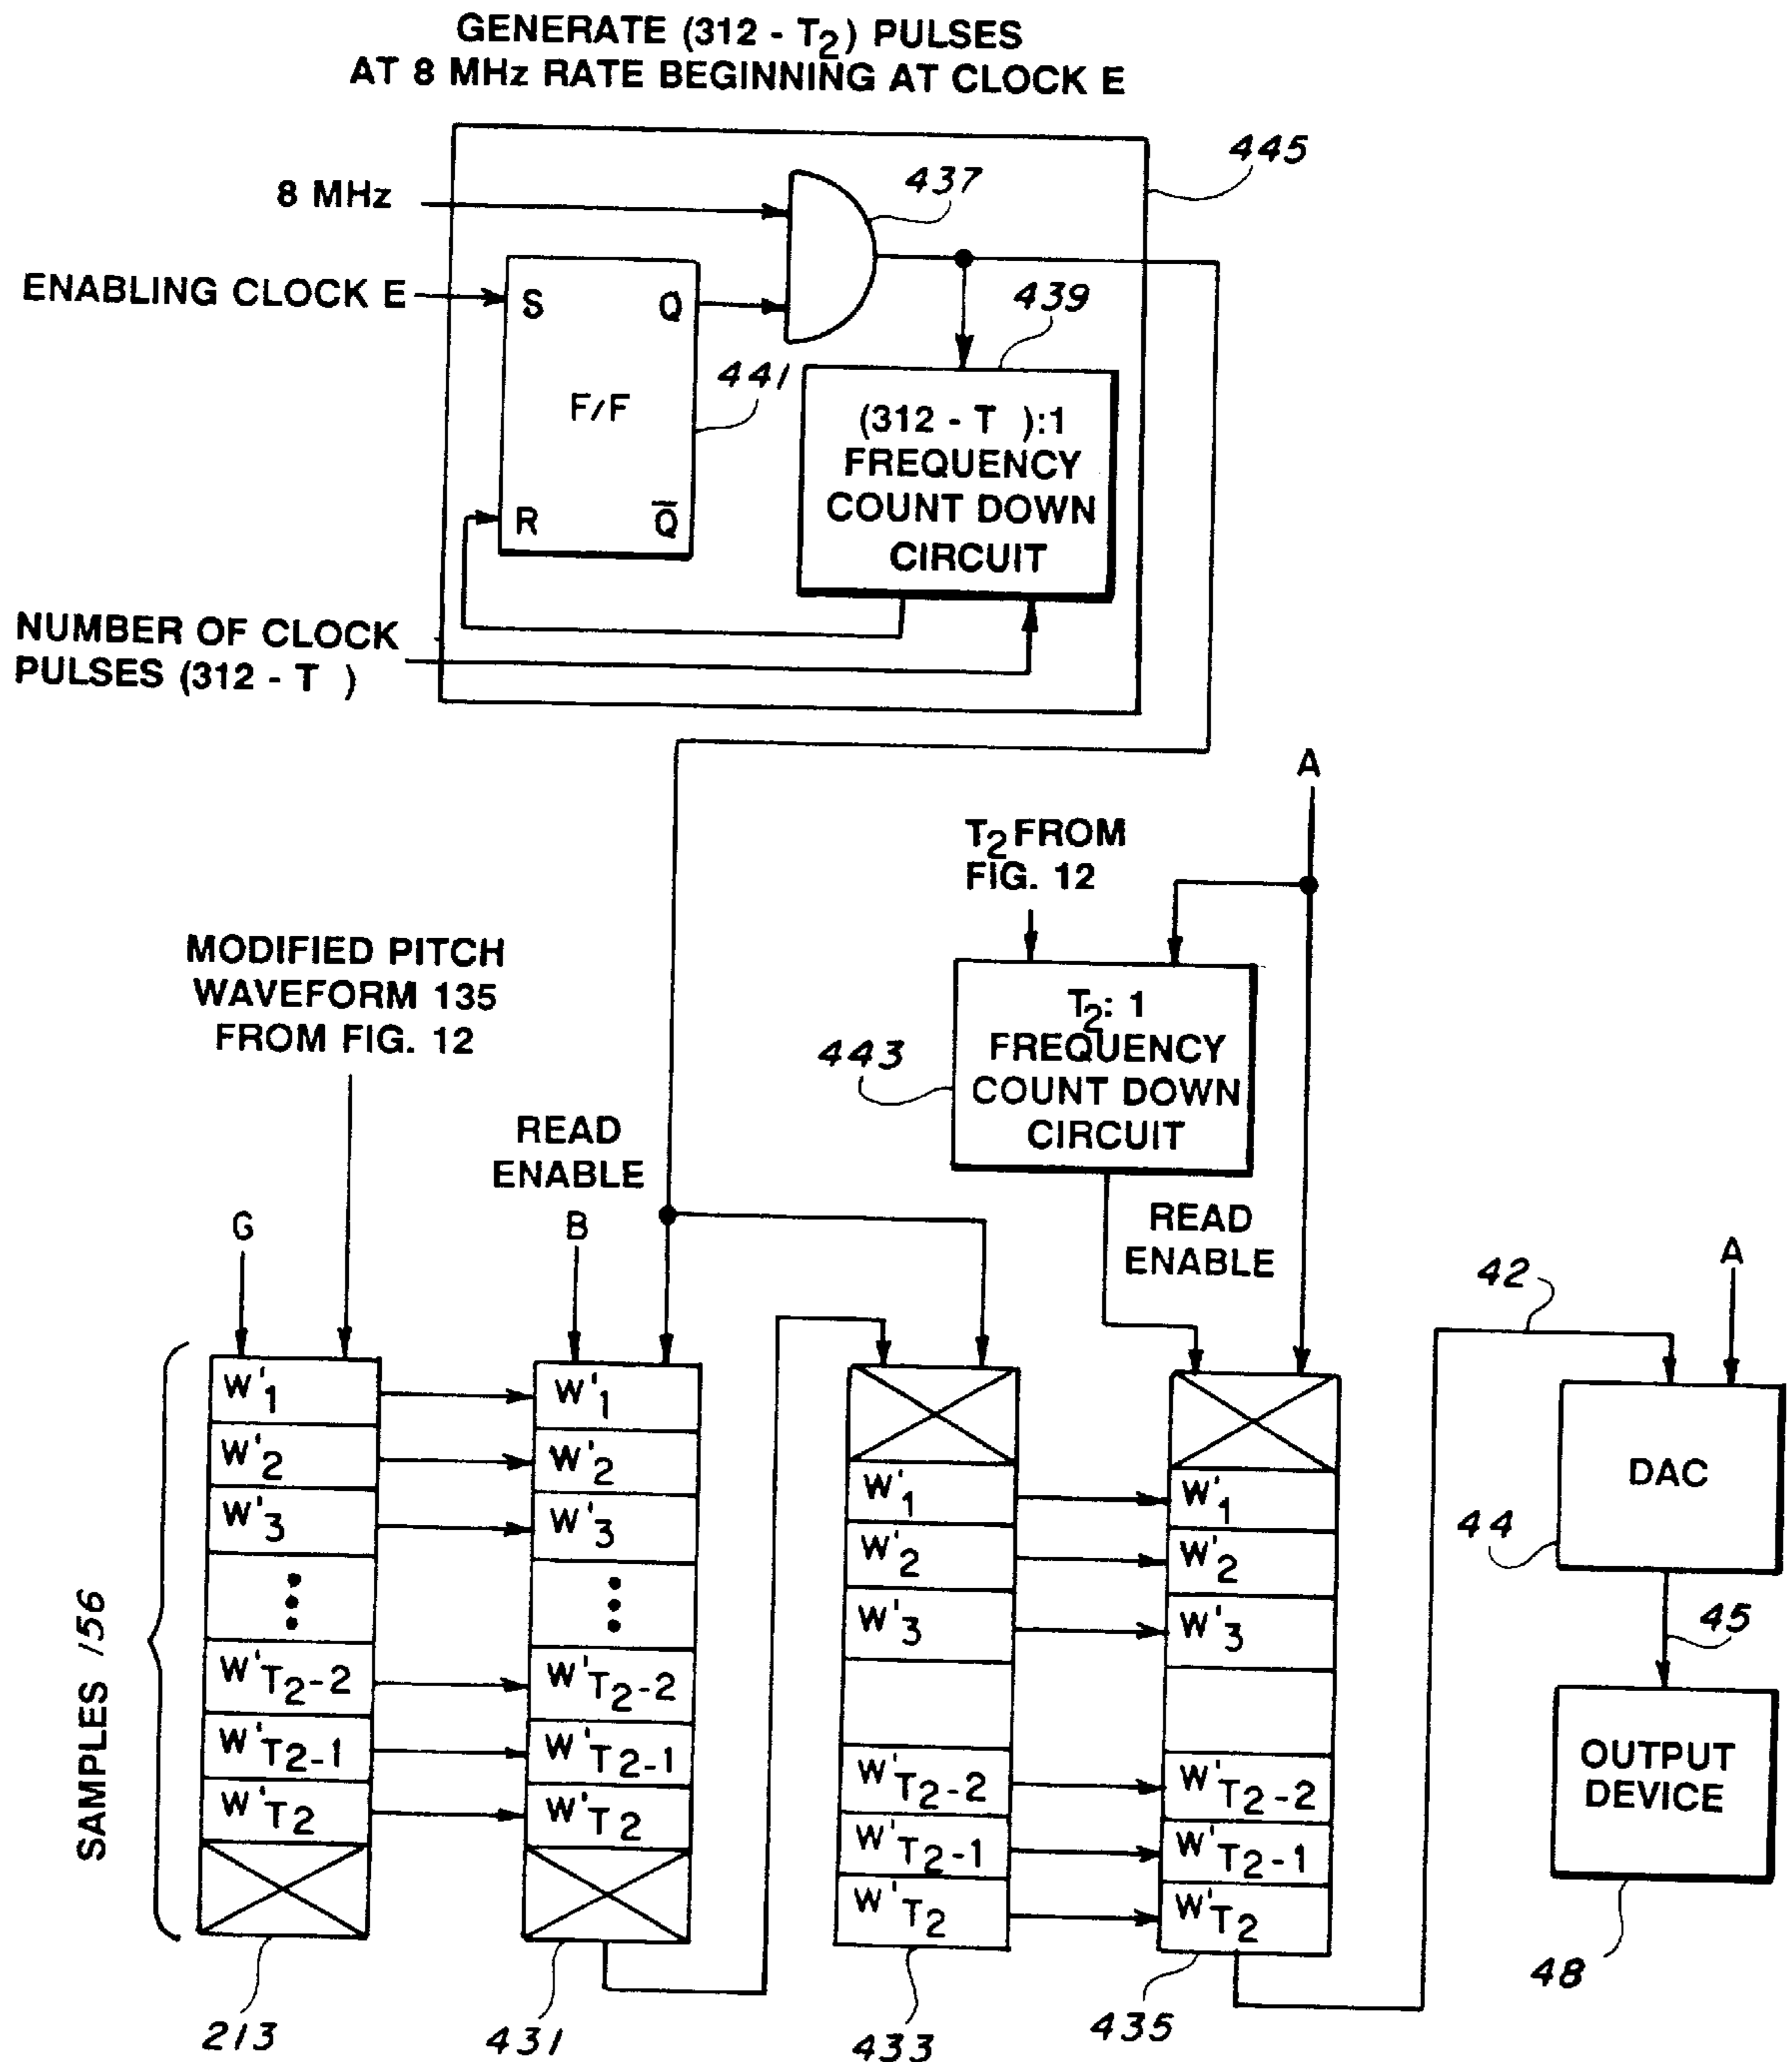 GENERATE (312 - T2) PULSES
AT 8 MHz RATE BEGINNING AT CLOCK E
445
8 MHz
437
ENABLING CLOCK E
S
Q
439
441
F/F
(312 - T ):1
FREQUENCY
COUNT DOWN
CIRCUIT
R
Q̅
NUMBER OF CLOCK
PULSES (312 - T )
A
T2 FROM
FIG. 12
MODIFIED PITCH
WAVEFORM 135
FROM FIG. 12
T2: 1
FREQUENCY
COUNT DOWN
CIRCUIT
443
READ
ENABLE
READ
ENABLE
G
B
42
A
W'1
W'2
W'3
W'T2-2
W'T2-1
W'T2
W'1
W'2
W'3
W'T2-2
W'T2-1
W'T2
W'1
W'2
W'3
W'T2-2
W'T2-1
W'T2
W'1
W'2
W'3
W'T2-2
W'T2-1
W'T2
DAC
44
45
SAMPLES 156
OUTPUT
DEVICE
48
213
431
433
435